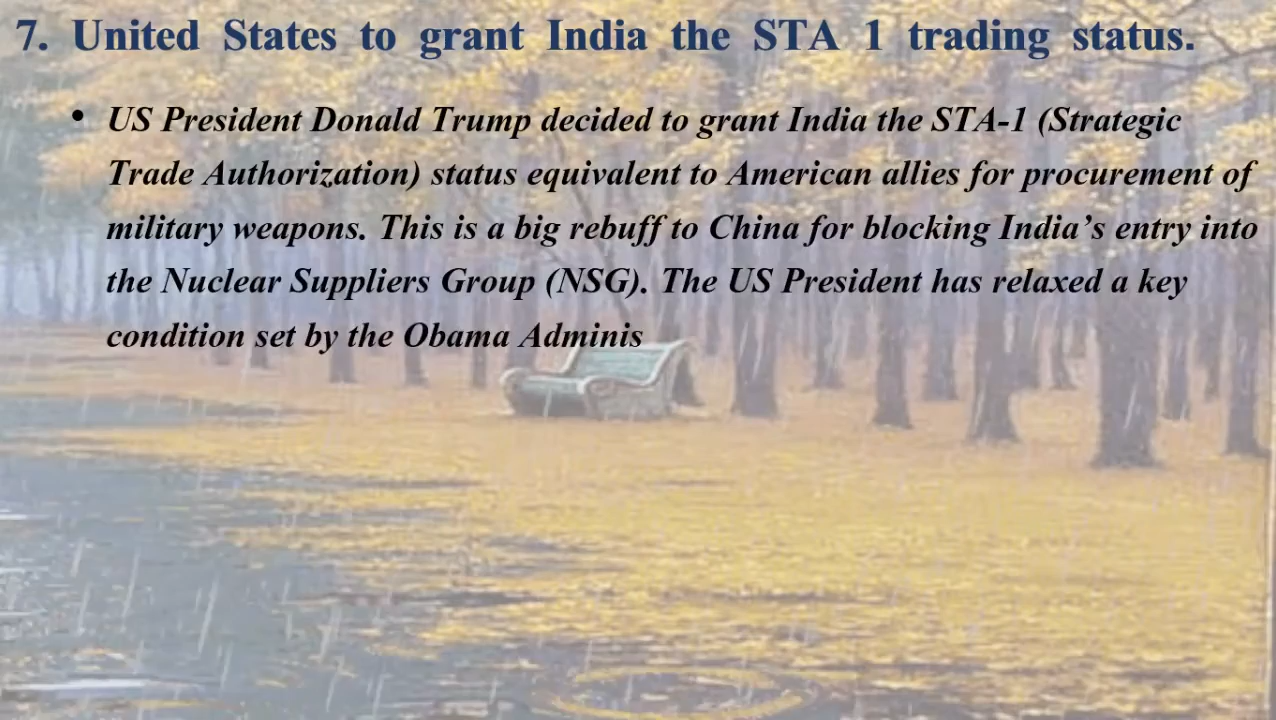 7. United States to grant India the STA 1 trading status.
• US President Donald Trump decided to grant India the STA-1 (Strategic
Trade Authorization) status equivalent to American allies for procurement of
military weapons. This is a big rebuff to China for blocking India’s entry into
the Nuclear Suppliers Group (NSG). The US President has relaxed a key
condition set by the Obama Adminis